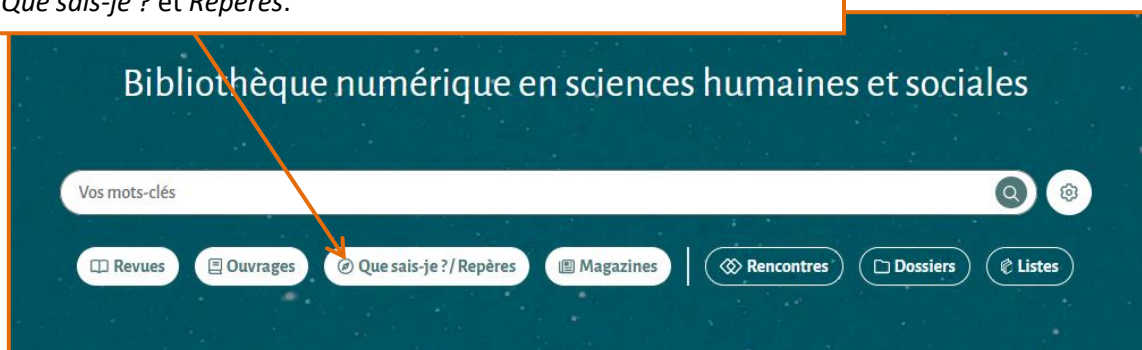 Que sais-je ? et Repères.
Bibliothèque numérique en sciences humaines et sociales
Vos mots-clés
Revues
Ouvrages
Que sais-je ? / Repères
Magazines
Rencontres
Dossiers
Listes